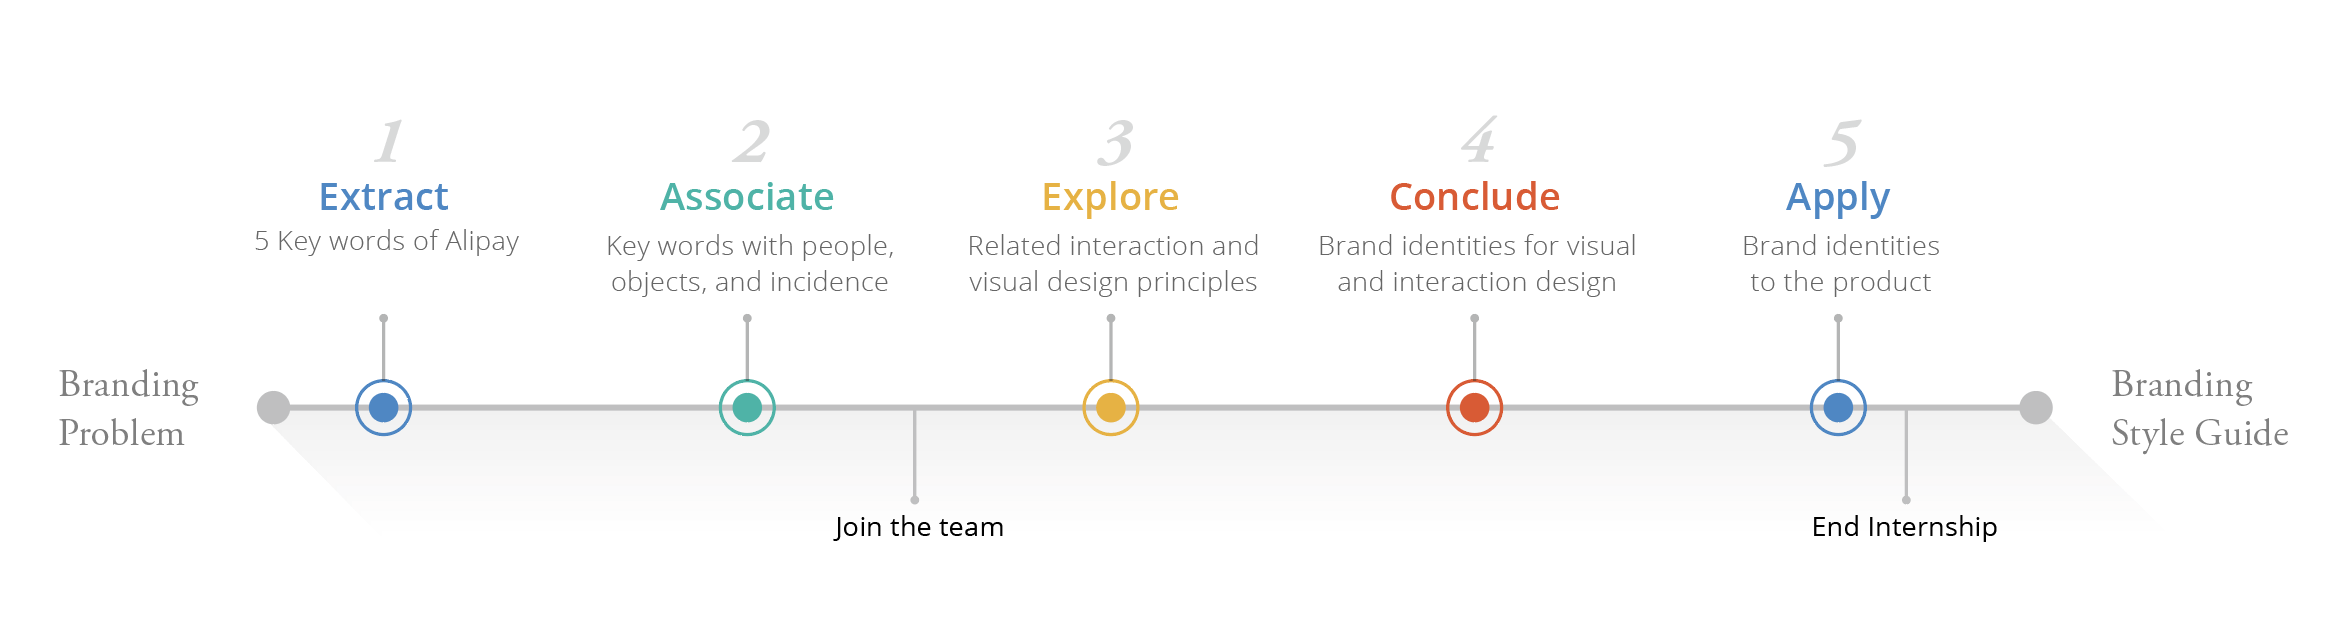 1
Extract
5 Key words of Alipay
2
Associate
Key words with people,
objects, and incidence
3
Explore
Related interaction and
visual design principles
4
Conclude
Brand identities for visual
and interaction design
5
Apply
Brand identities
to the product
Branding
Problem
Branding
Style Guide
Join the team
End Internship